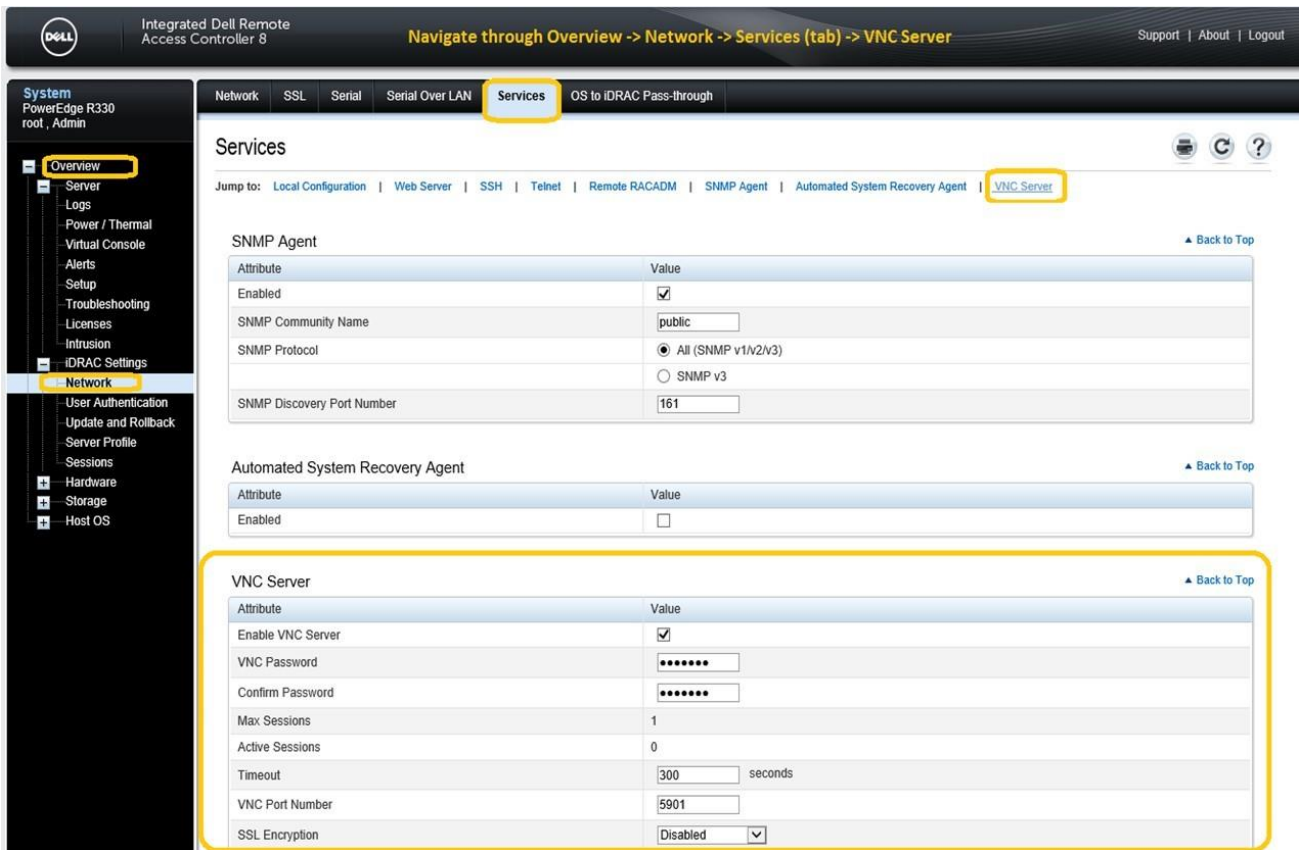 DELL
Integrated Dell Remote
Access Controller 8
Navigate through Overview -> Network -> Services (tab) -> VNC Server
Support | About | Logout
System
PowerEdge R330
root , Admin
Overview
Server
Logs
Power / Thermal
Virtual Console
Alerts
Setup
Troubleshooting
Licenses
Intrusion
iDRAC Settings
Network
User Authentication
Update and Rollback
Server Profile
Sessions
Hardware
Storage
Host OS
Network SSL Serial Serial Over LAN Services OS to iDRAC Pass-through
Services
Jump to: Local Configuration | Web Server | SSH | Telnet | Remote RACADM | SNMP Agent | Automated System Recovery Agent | VNC Server
SNMP Agent ▲ Back to Top
Attribute Value
Enabled
SNMP Community Name public
SNMP Protocol All (SNMP v1/v2/v3)
SNMP v3
SNMP Discovery Port Number 161
Automated System Recovery Agent ▲ Back to Top
Attribute Value
Enabled
VNC Server ▲ Back to Top
Attribute Value
Enable VNC Server
VNC Password •••••••
Confirm Password •••••••
Max Sessions 1
Active Sessions 0
Timeout 300 seconds
VNC Port Number 5901
SSL Encryption Disabled